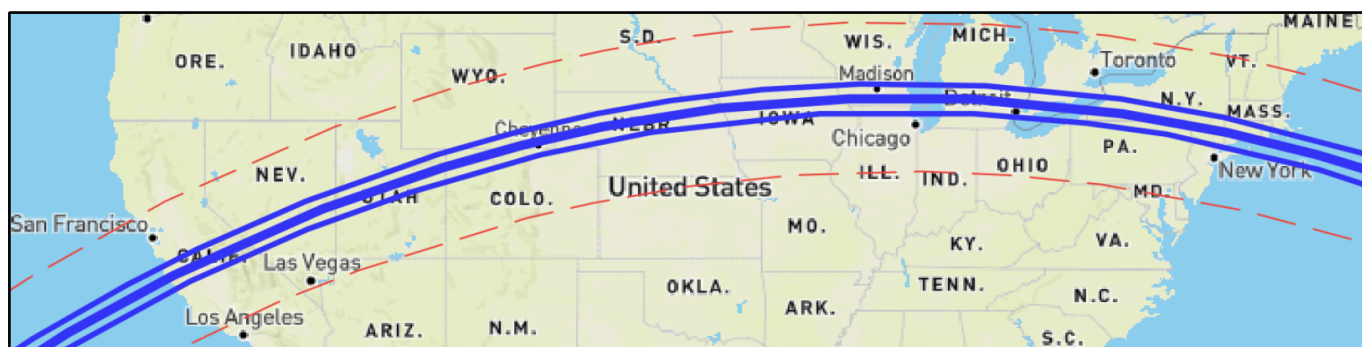 MAINE
S.D.
WIS.
MICH.
ORE.
IDAHO
WYO.
Toronto
VT.
Madison
Detroit
N.Y.
MASS.
Cheyenne
NEBR.
IOWA
Chicago
PA.
NEV.
UTAH
COLO.
United States
ILL.
IND.
OHIO
New York
MD.
San Francisco
CALIF.
Las Vegas
MO.
KY.
VA.
Los Angeles
ARIZ.
N.M.
OKLA.
ARK.
TENN.
N.C.
S.C.